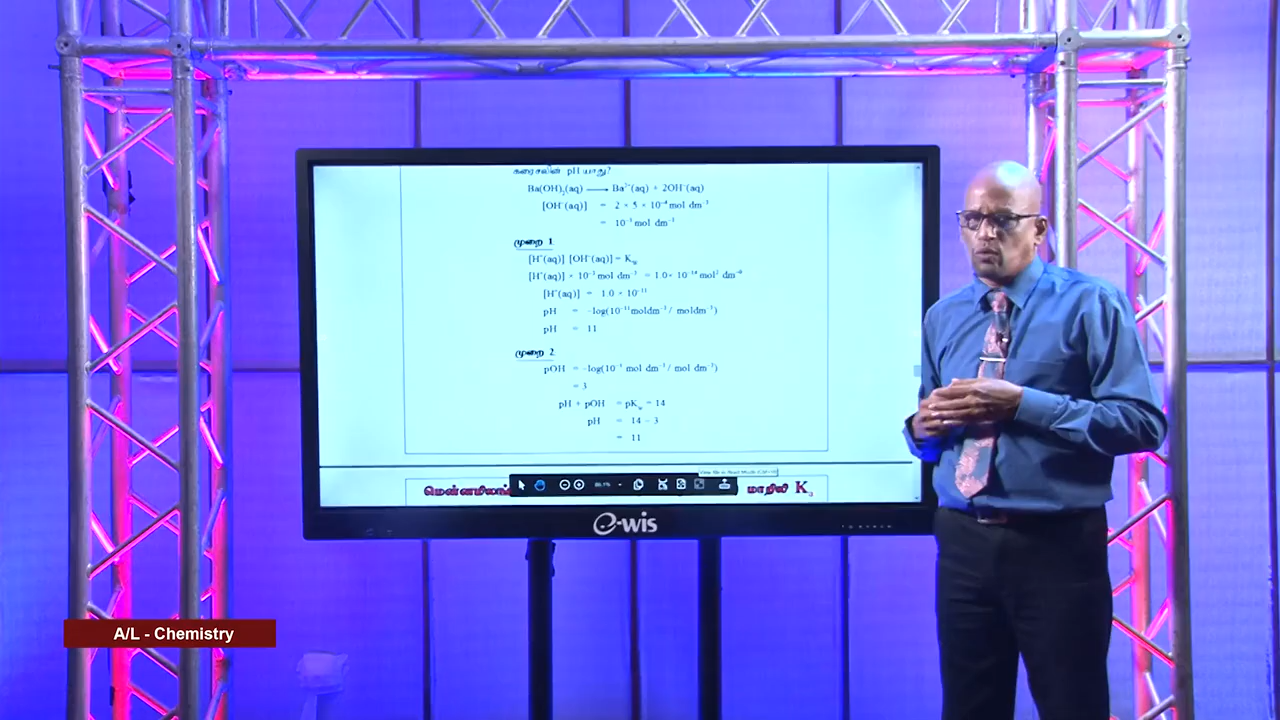 கரைசலின் pH யாது?
Ba(OH)₂(aq) ⟶ Ba²⁺(aq) + 2OH⁻(aq)
[OH⁻(aq)] = 2 × 5 × 10⁻⁴ mol dm⁻³
= 10⁻³ mol dm⁻³
முறை 1
[H⁺(aq)] [OH⁻(aq)] = Kw
[H⁺(aq)] × 10⁻³ mol dm⁻³ = 1.0× 10⁻¹⁴ mol² dm⁻⁶
[H⁺(aq)] = 1.0 × 10⁻¹¹
pH = −log(10⁻¹¹ moldm⁻³ / moldm⁻³)
pH = 11
முறை 2
pOH = −log(10⁻³ mol dm⁻³ / mol dm⁻³)
= 3
pH + pOH = pKw = 14
pH = 14 − 3
= 11
மாறிலி Ka
e-wis
A/L - Chemistry